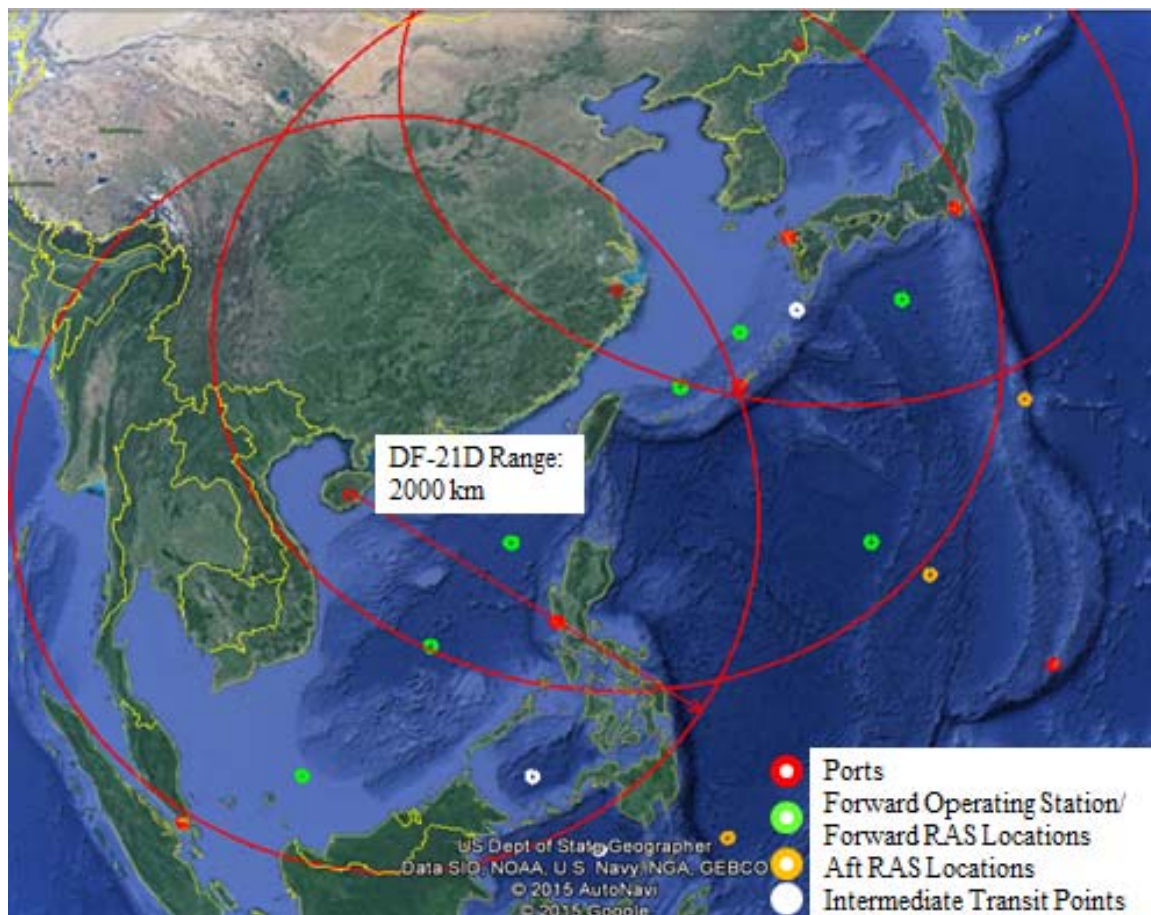 DF-21D Range:
2000 km
Ports
Forward Operating Station/
Forward RAS Locations
Aft RAS Locations
Intermediate Transit Points
US Dept of State Geographer
Data SIO, NOAA, U.S. Navy, NGA, GEBCO
© 2015 AutoNavi
© 2015 Google